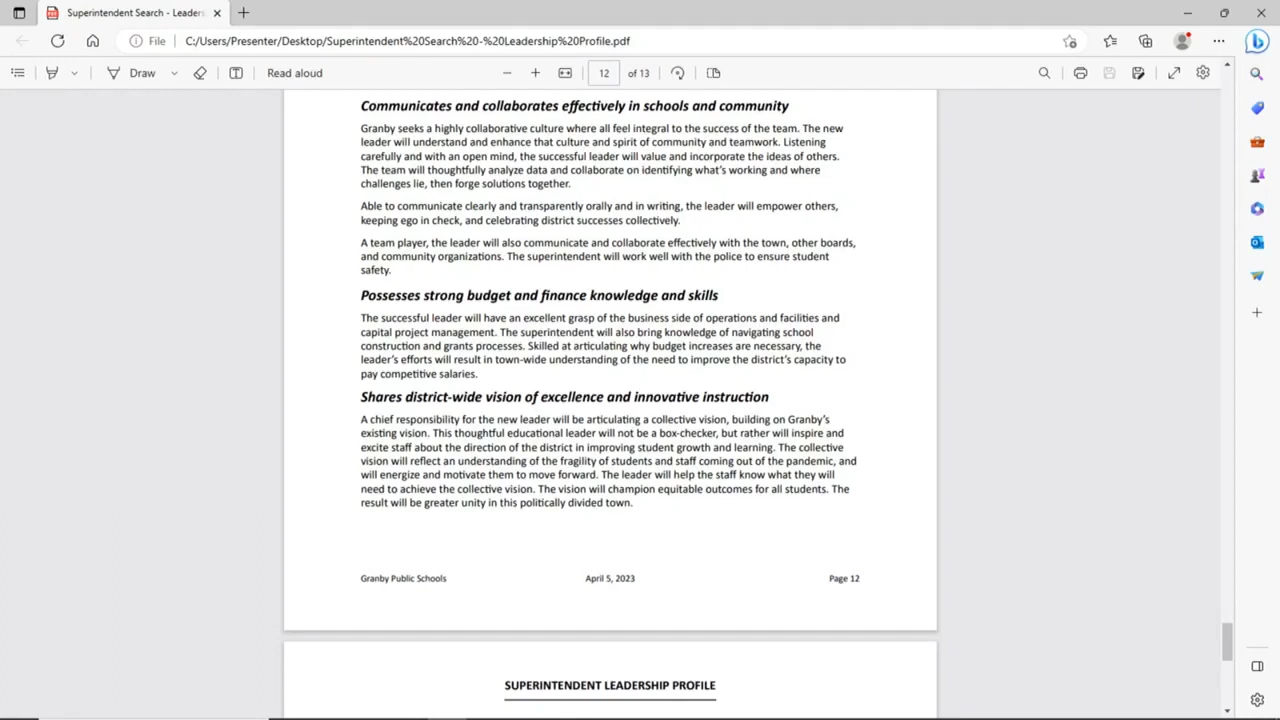 Superintendent Search - Leaders
File
C:/Users/Presenter/Desktop/Superintendent%20Search%20-%20Leadership%20Profile.pdf
Draw
Read aloud
12
of 13
Communicates and collaborates effectively in schools and community
Granby seeks a highly collaborative culture where all feel integral to the success of the team. The new
leader will understand and enhance that culture and spirit of community and teamwork. Listening
carefully and with an open mind, the successful leader will value and incorporate the ideas of others.
The team will thoughtfully analyze data and collaborate on identifying what's working and where
challenges lie, then forge solutions together.
Able to communicate clearly and transparently orally and in writing, the leader will empower others,
keeping ego in check, and celebrating district successes collectively.
A team player, the leader will also communicate and collaborate effectively with the town, other boards,
and community organizations. The superintendent will work well with the police to ensure student
safety.
Possesses strong budget and finance knowledge and skills
The successful leader will have an excellent grasp of the business side of operations and facilities and
capital project management. The superintendent will also bring knowledge of navigating school
construction and grants processes. Skilled at articulating why budget increases are necessary, the
leader's efforts will result in town-wide understanding of the need to improve the district's capacity to
pay competitive salaries.
Shares district-wide vision of excellence and innovative instruction
A chief responsibility for the new leader will be articulating a collective vision, building on Granby's
existing vision. This thoughtful educational leader will not be a box-checker, but rather will inspire and
excite staff about the direction of the district in improving student growth and learning. The collective
vision will reflect an understanding of the fragility of students and staff coming out of the pandemic, and
will energize and motivate them to move forward. The leader will help the staff know what they will
need to achieve the collective vision. The vision will champion equitable outcomes for all students. The
result will be greater unity in this politically divided town.
Granby Public Schools
April 5, 2023
Page 12
SUPERINTENDENT LEADERSHIP PROFILE